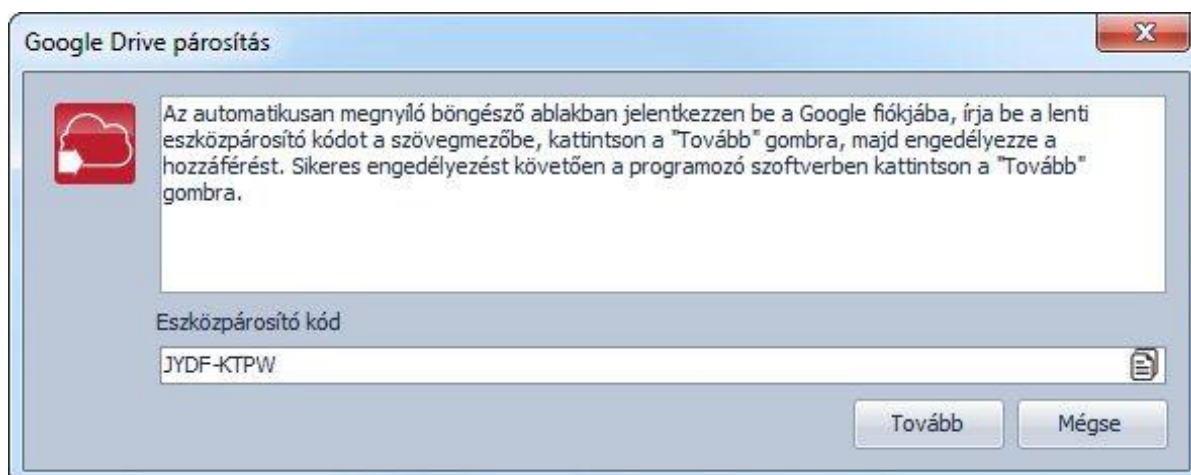 Google Drive párosítás
Az automatikusan megnyíló böngésző ablakban jelentkezzen be a Google fiókjába, írja be a lenti
eszközpárosító kódot a szövegmezőbe, kattintson a "Tovább" gombra, majd engedélyezze a
hozzáférést. Sikeres engedélyezést követően a programozó szoftverben kattintson a "Tovább"
gombra.
Eszközpárosító kód
JYDF-KTPW
Tovább
Mégse